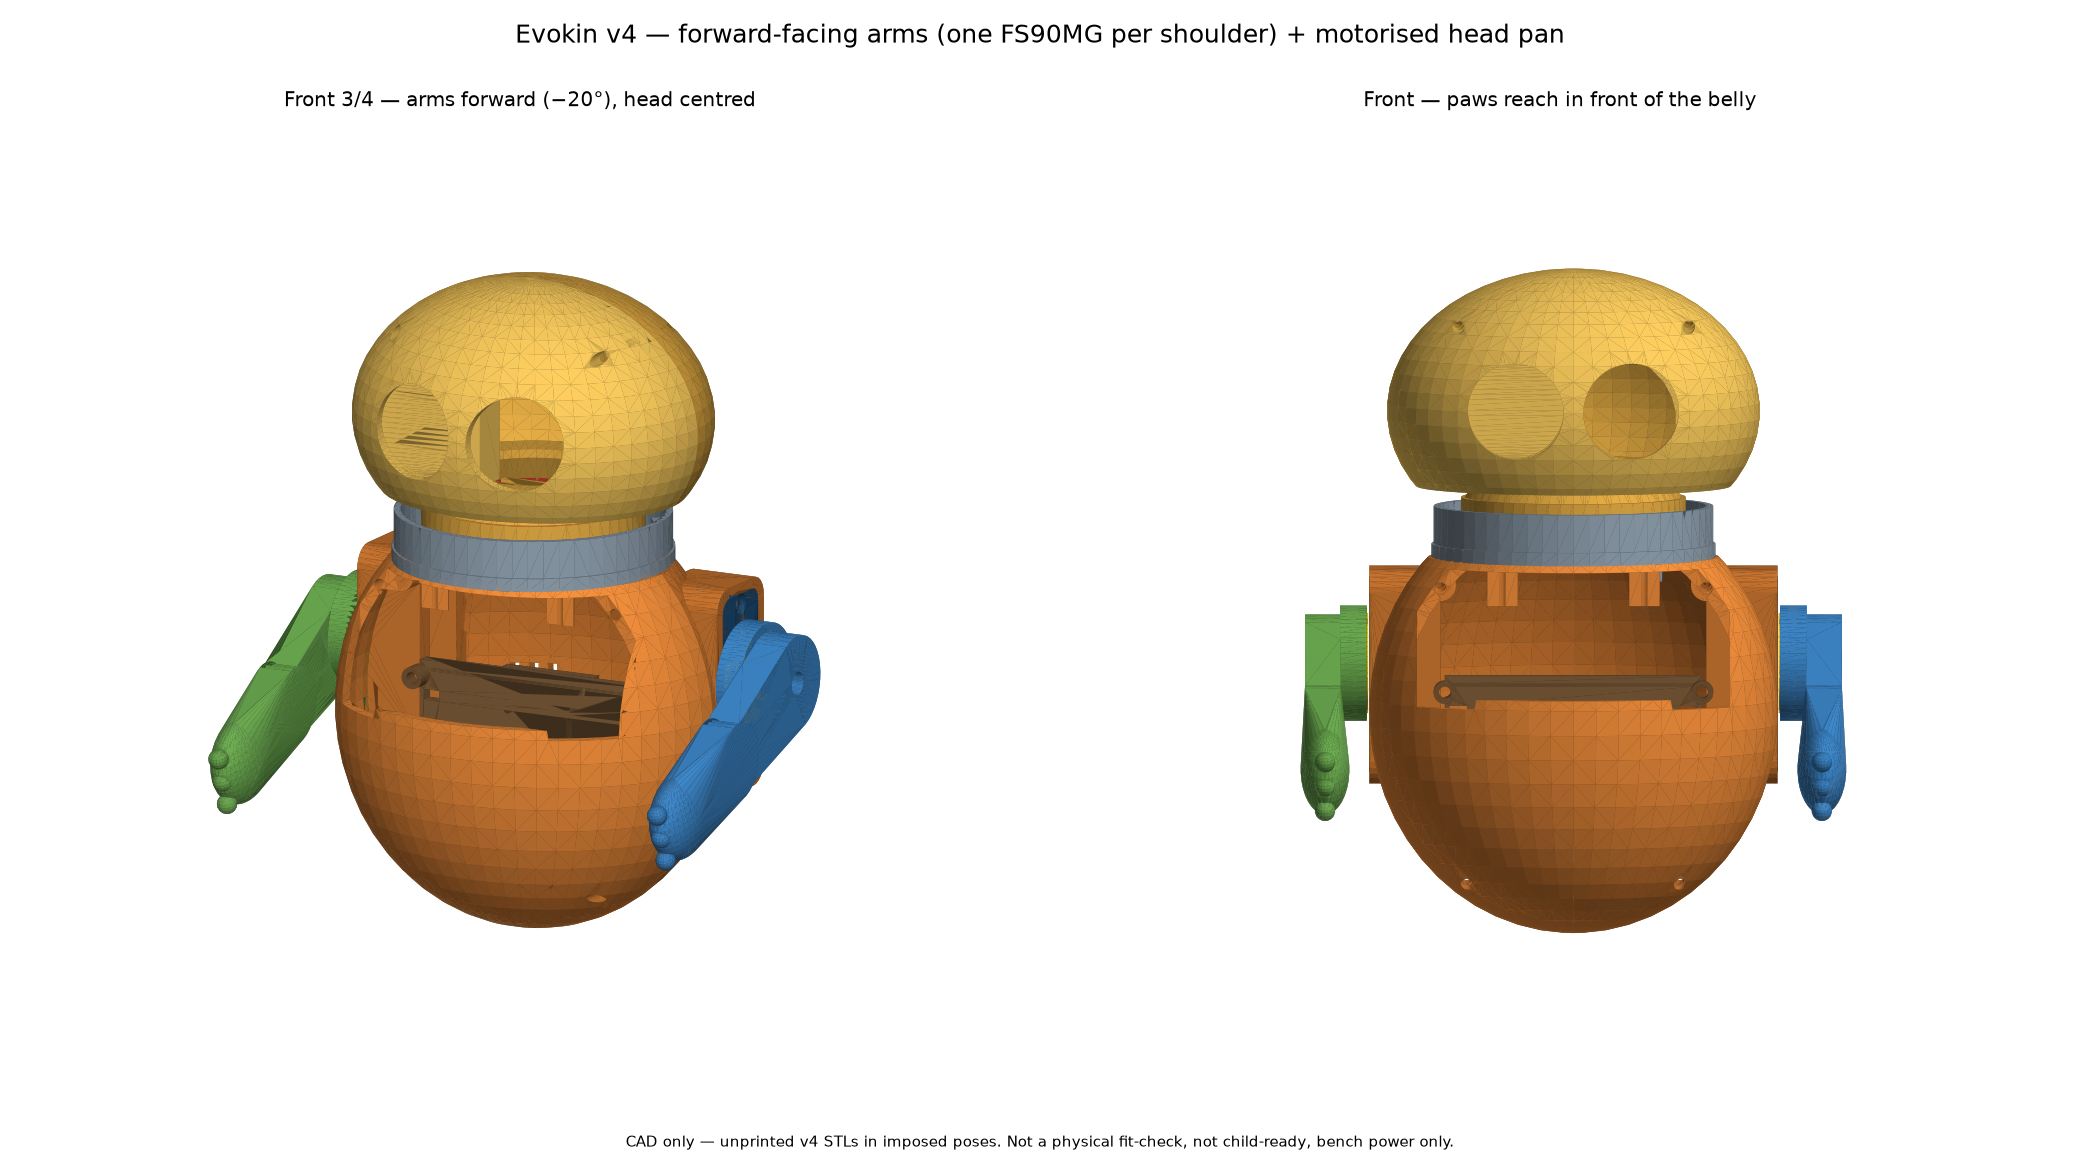 Evokin v4 — forward-facing arms (one FS90MG per shoulder) + motorised head pan
Front 3/4 — arms forward (−20°), head centred
Front — paws reach in front of the belly
CAD only — unprinted v4 STLs in imposed poses. Not a physical fit-check, not child-ready, bench power only.